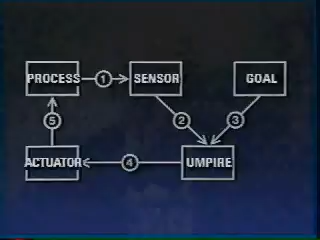 PROCESS
1
SENSOR
GOAL
5
2
3
ACTUATOR
4
UMPIRE